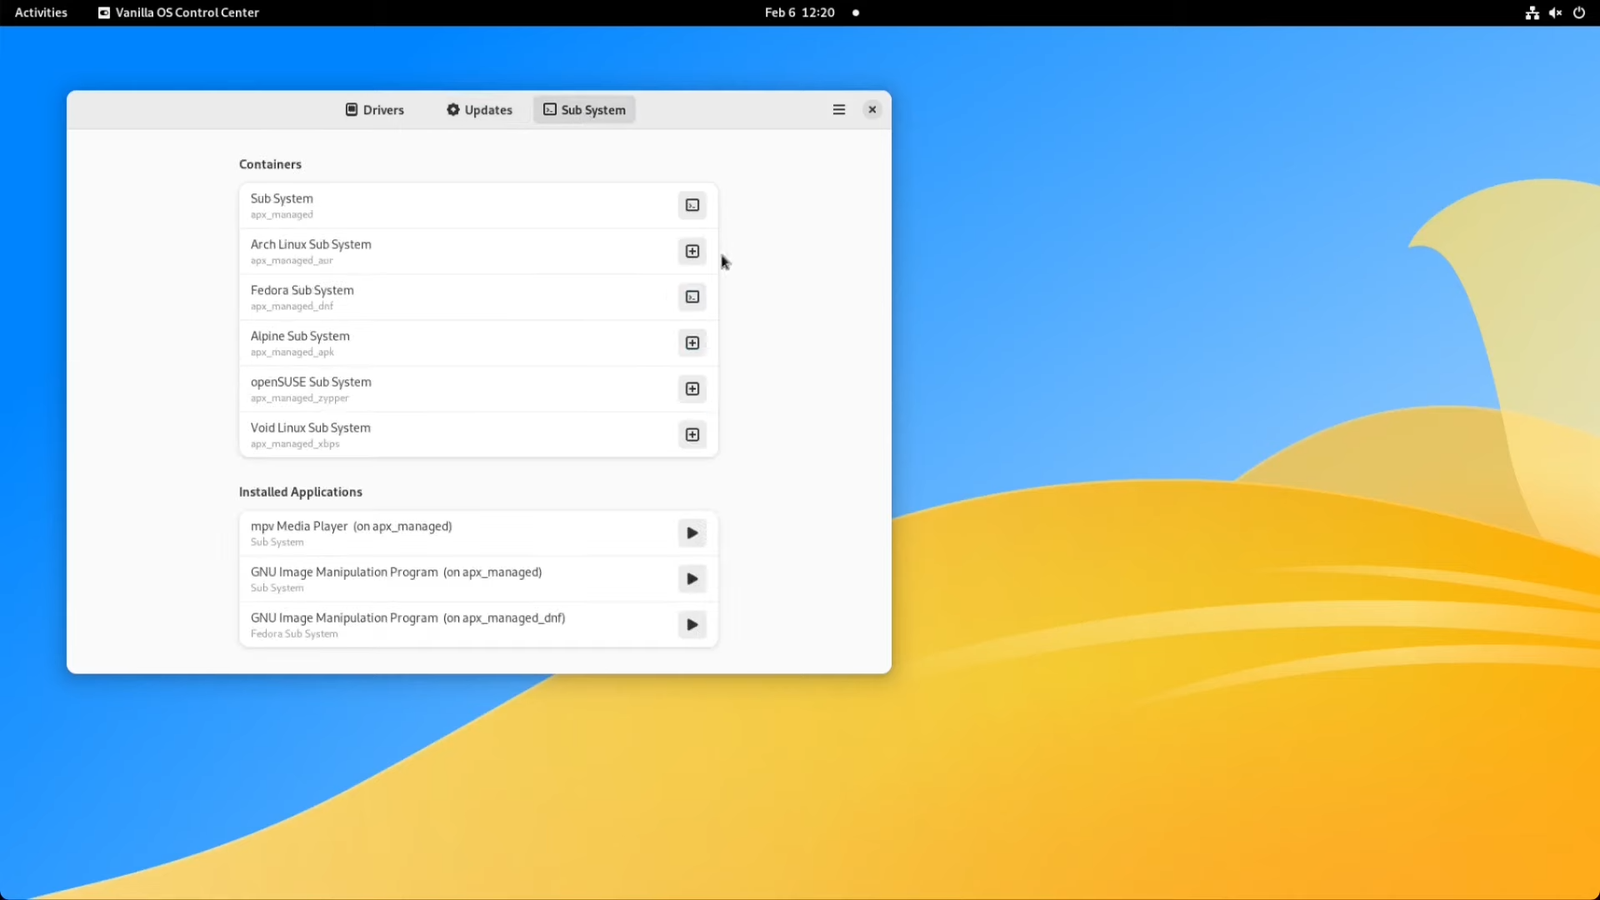 Activities
Vanilla OS Control Center
Feb 6 12:20
Drivers
Updates
Sub System
Containers
Sub System
apx_managed
Arch Linux Sub System
apx_managed_aur
Fedora Sub System
apx_managed_dnf
Alpine Sub System
apx_managed_apk
openSUSE Sub System
apx_managed_zypper
Void Linux Sub System
apx_managed_xbps
Installed Applications
mpv Media Player (on apx_managed)
Sub System
GNU Image Manipulation Program (on apx_managed)
Sub System
GNU Image Manipulation Program (on apx_managed_dnf)
Fedora Sub System